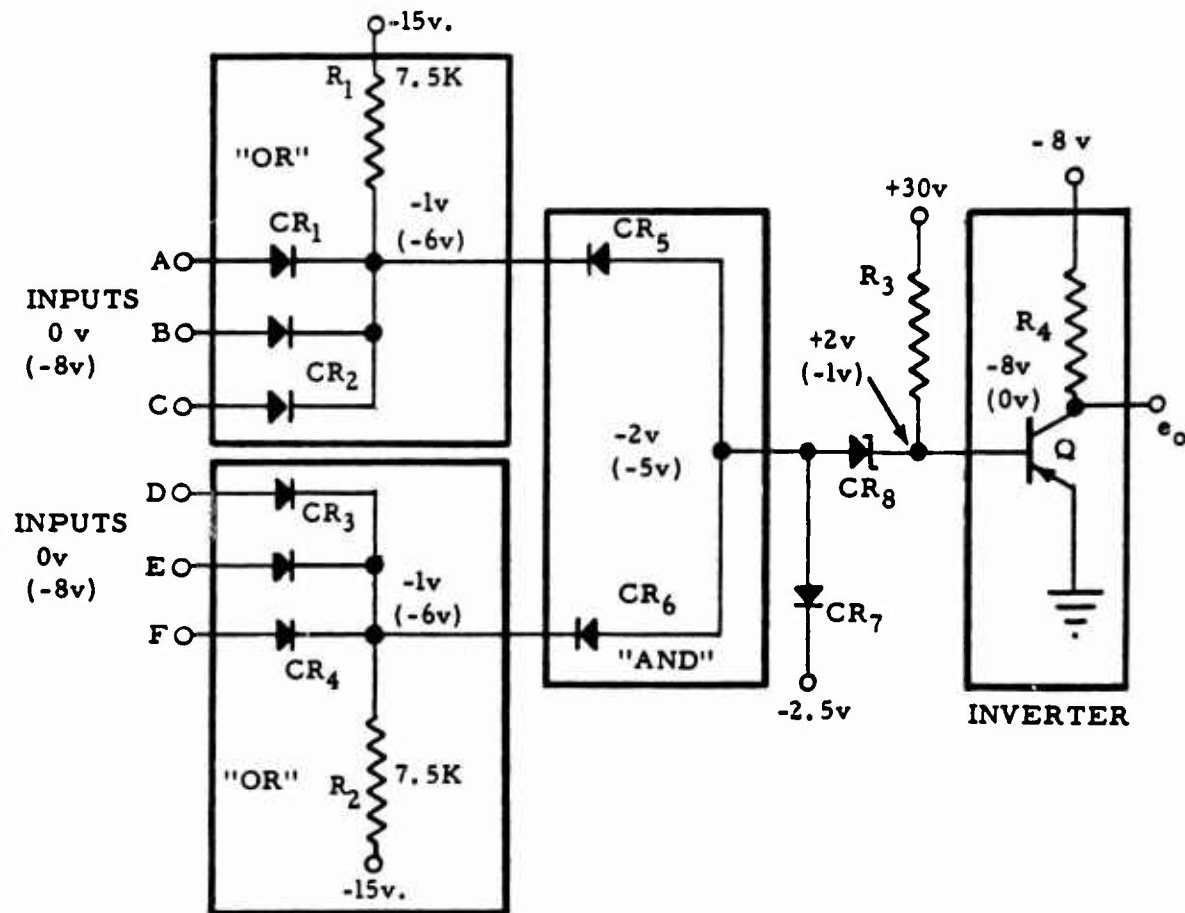 -15v.
R1 7.5K
"OR"
-1v
(-6v)
CR1
A
INPUTS
0 v
(-8v)
B
CR2
C
CR5
+30v
- 8 v
R3
R4
+2v
(-1v)
-8v
(0v)
Q
eo
-2v
(-5v)
CR8
D
CR3
INPUTS
0v
(-8v)
E
-1v
(-6v)
F
CR4
CR6
"AND"
CR7
-2.5v
INVERTER
"OR"
R2 7.5K
-15v.